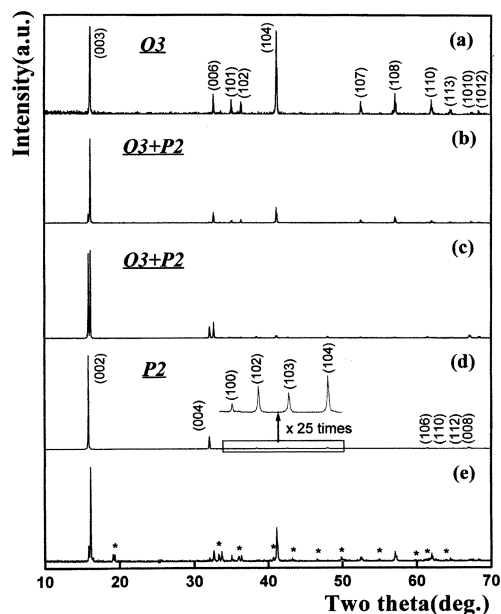 Intensity(a.u.)
(a)
O3
(003)
(006)
(101)
(102)
(104)
(107)
(108)
(110)
(113)
(1010)
(1012)
(b)
O3+P2
(c)
O3+P2
(d)
P2
(002)
(004)
(100)
(102)
(103)
(104)
x 25 times
(106)
(110)
(112)
(008)
(e)
* * * * * * * * * * *
10 20 30 40 50 60 70
Two theta(deg.)